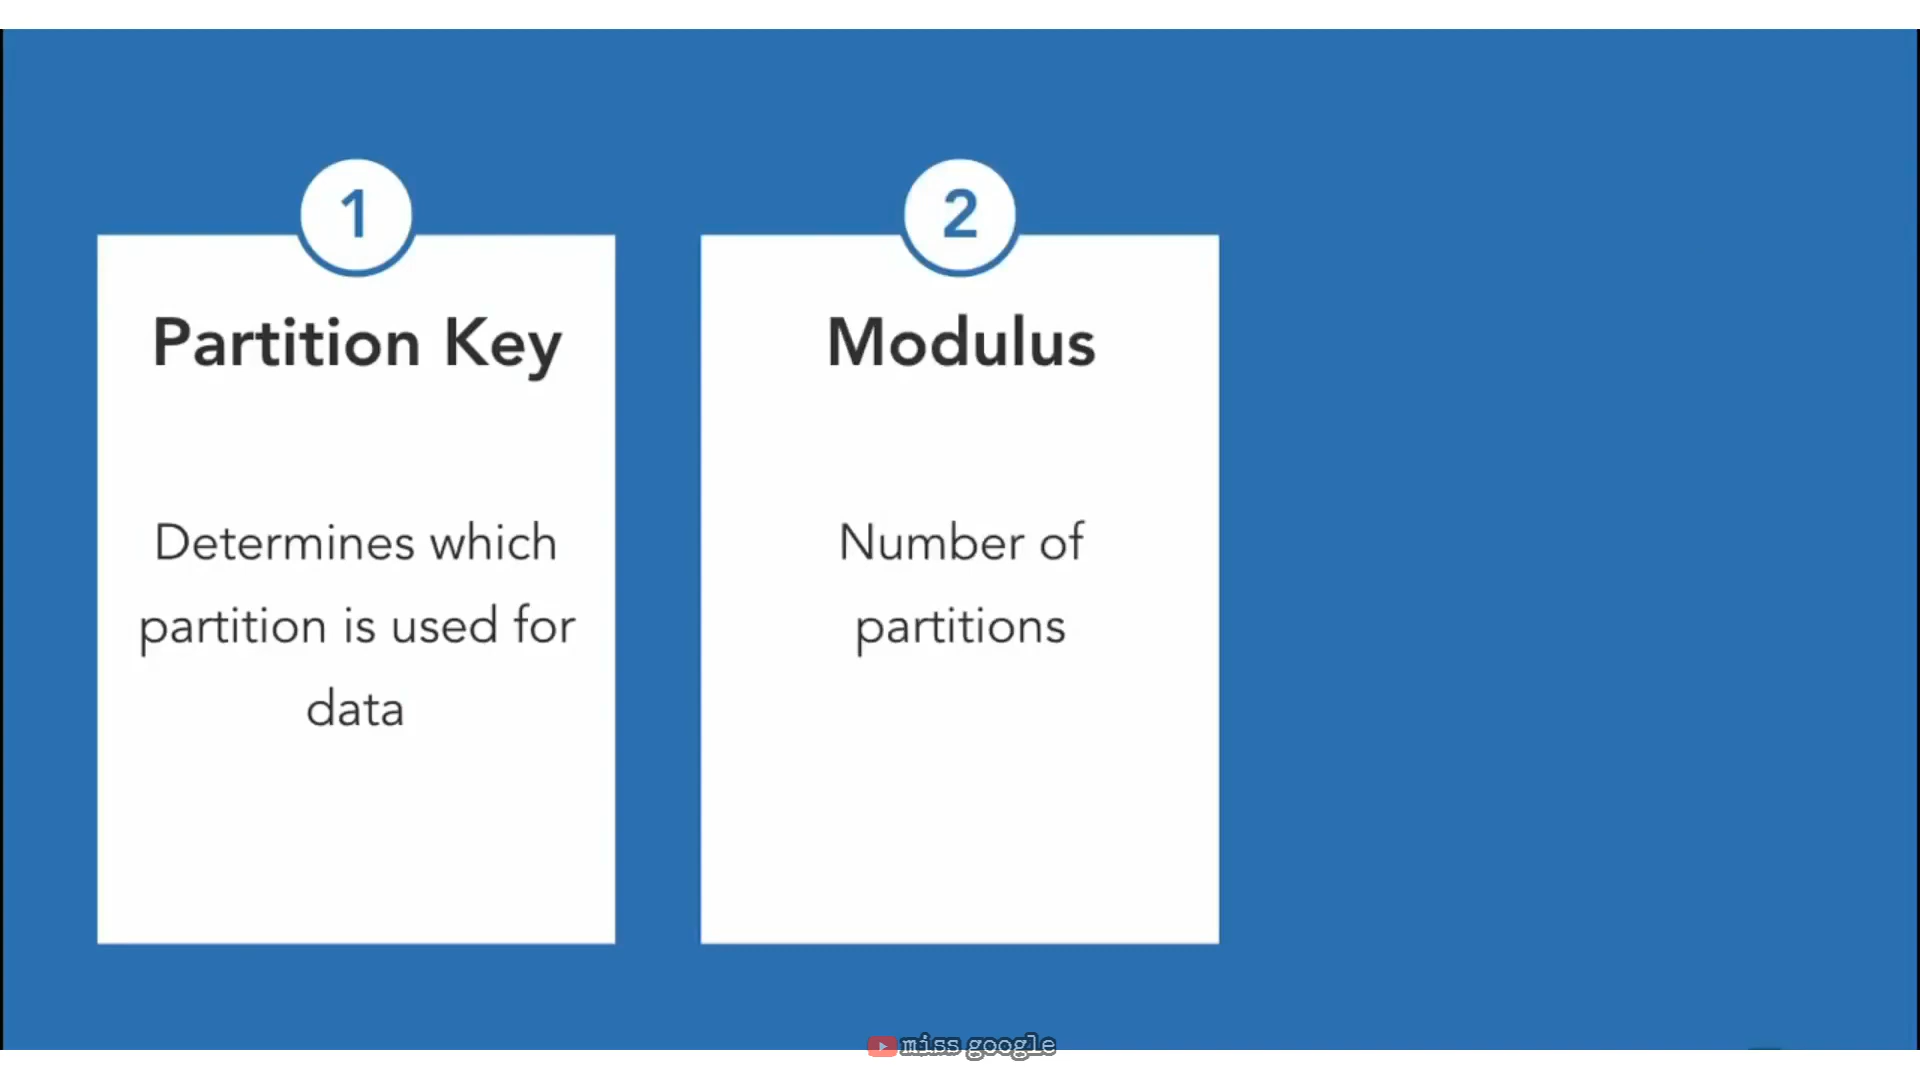 1
Partition Key
Determines which
partition is used for
data
2
Modulus
Number of
partitions
miss google